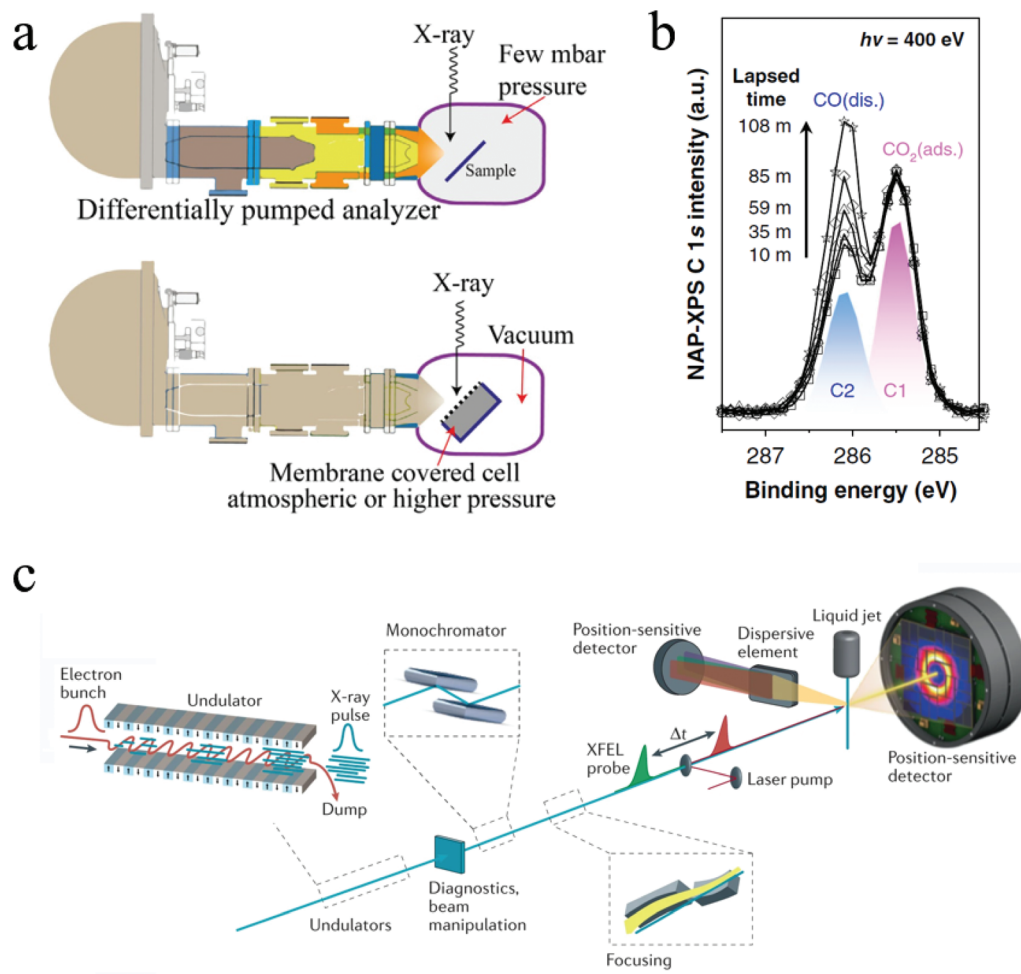 a
X-ray
Few mbar
pressure
Sample
Differentially pumped analyzer
X-ray
Vacuum
Membrane covered cell
atmospheric or higher pressure
b
hν = 400 eV
Lapsed
time
CO(dis.)
108 m
CO₂(ads.)
85 m
59 m
35 m
10 m
C2
C1
NAP-XPS C 1s intensity (a.u.)
287
286
285
Binding energy (eV)
c
Electron
bunch
Undulator
X-ray
pulse
Dump
Monochromator
Position-sensitive
detector
Dispersive
element
Liquid jet
XFEL
probe
Δt
Laser pump
Position-sensitive
detector
Undulators
Diagnostics,
beam
manipulation
Focusing